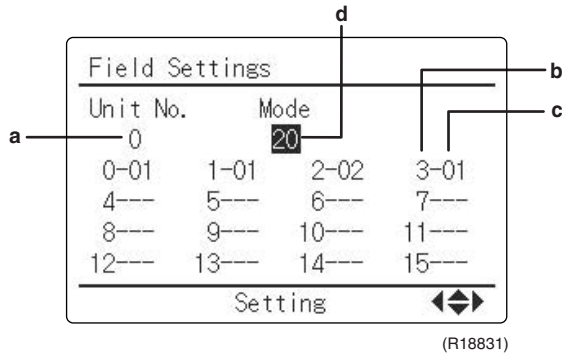 d
Field Settings
b
Unit No. Mode
c
a
0 20
0-01 1-01 2-02 3-01
4--- 5--- 6--- 7---
8--- 9--- 10--- 11---
12--- 13--- 14--- 15---
Setting
(R18831)